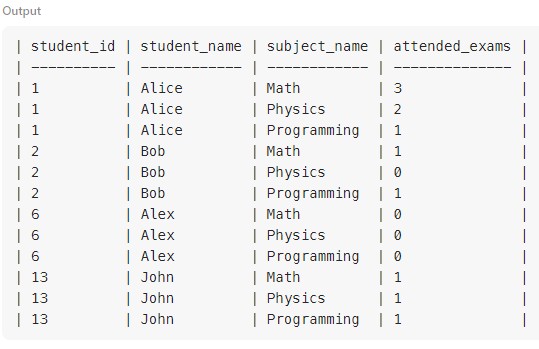 Output
| student_id | student_name | subject_name | attended_exams |
| ---------- | ------------ | ------------ | -------------- |
| 1 | Alice | Math | 3 |
| 1 | Alice | Physics | 2 |
| 1 | Alice | Programming | 1 |
| 2 | Bob | Math | 1 |
| 2 | Bob | Physics | 0 |
| 2 | Bob | Programming | 1 |
| 6 | Alex | Math | 0 |
| 6 | Alex | Physics | 0 |
| 6 | Alex | Programming | 0 |
| 13 | John | Math | 1 |
| 13 | John | Physics | 1 |
| 13 | John | Programming | 1 |